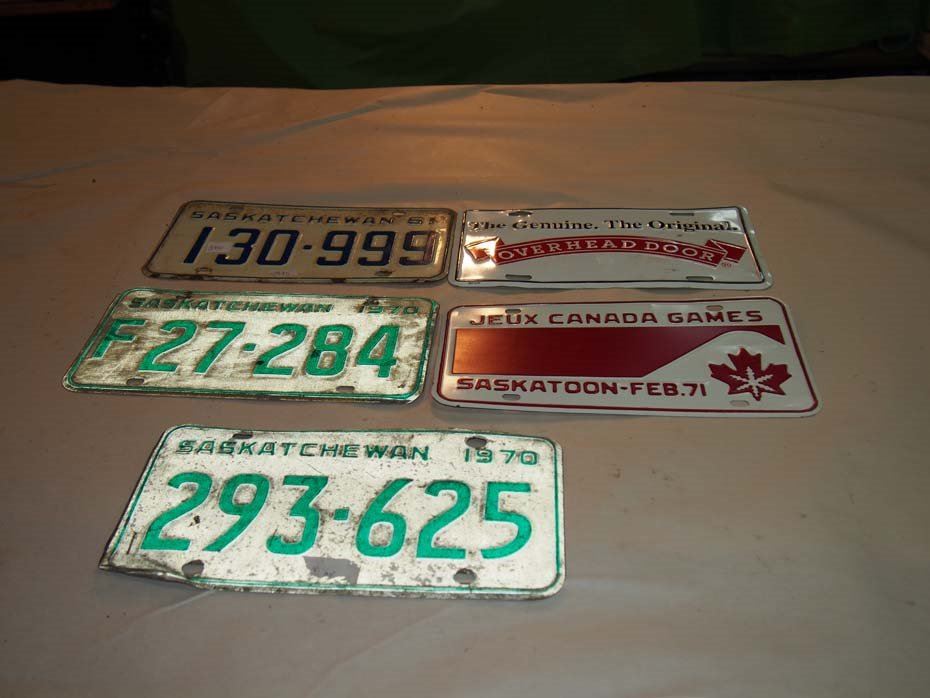 SASKATCHEWAN 61
130-999
The Genuine. The Original.
OVERHEAD DOOR
SASKATCHEWAN 1970
F27-284
JEUX CANADA GAMES
SASKATOON-FEB.71
SASKATCHEWAN 1970
293-625